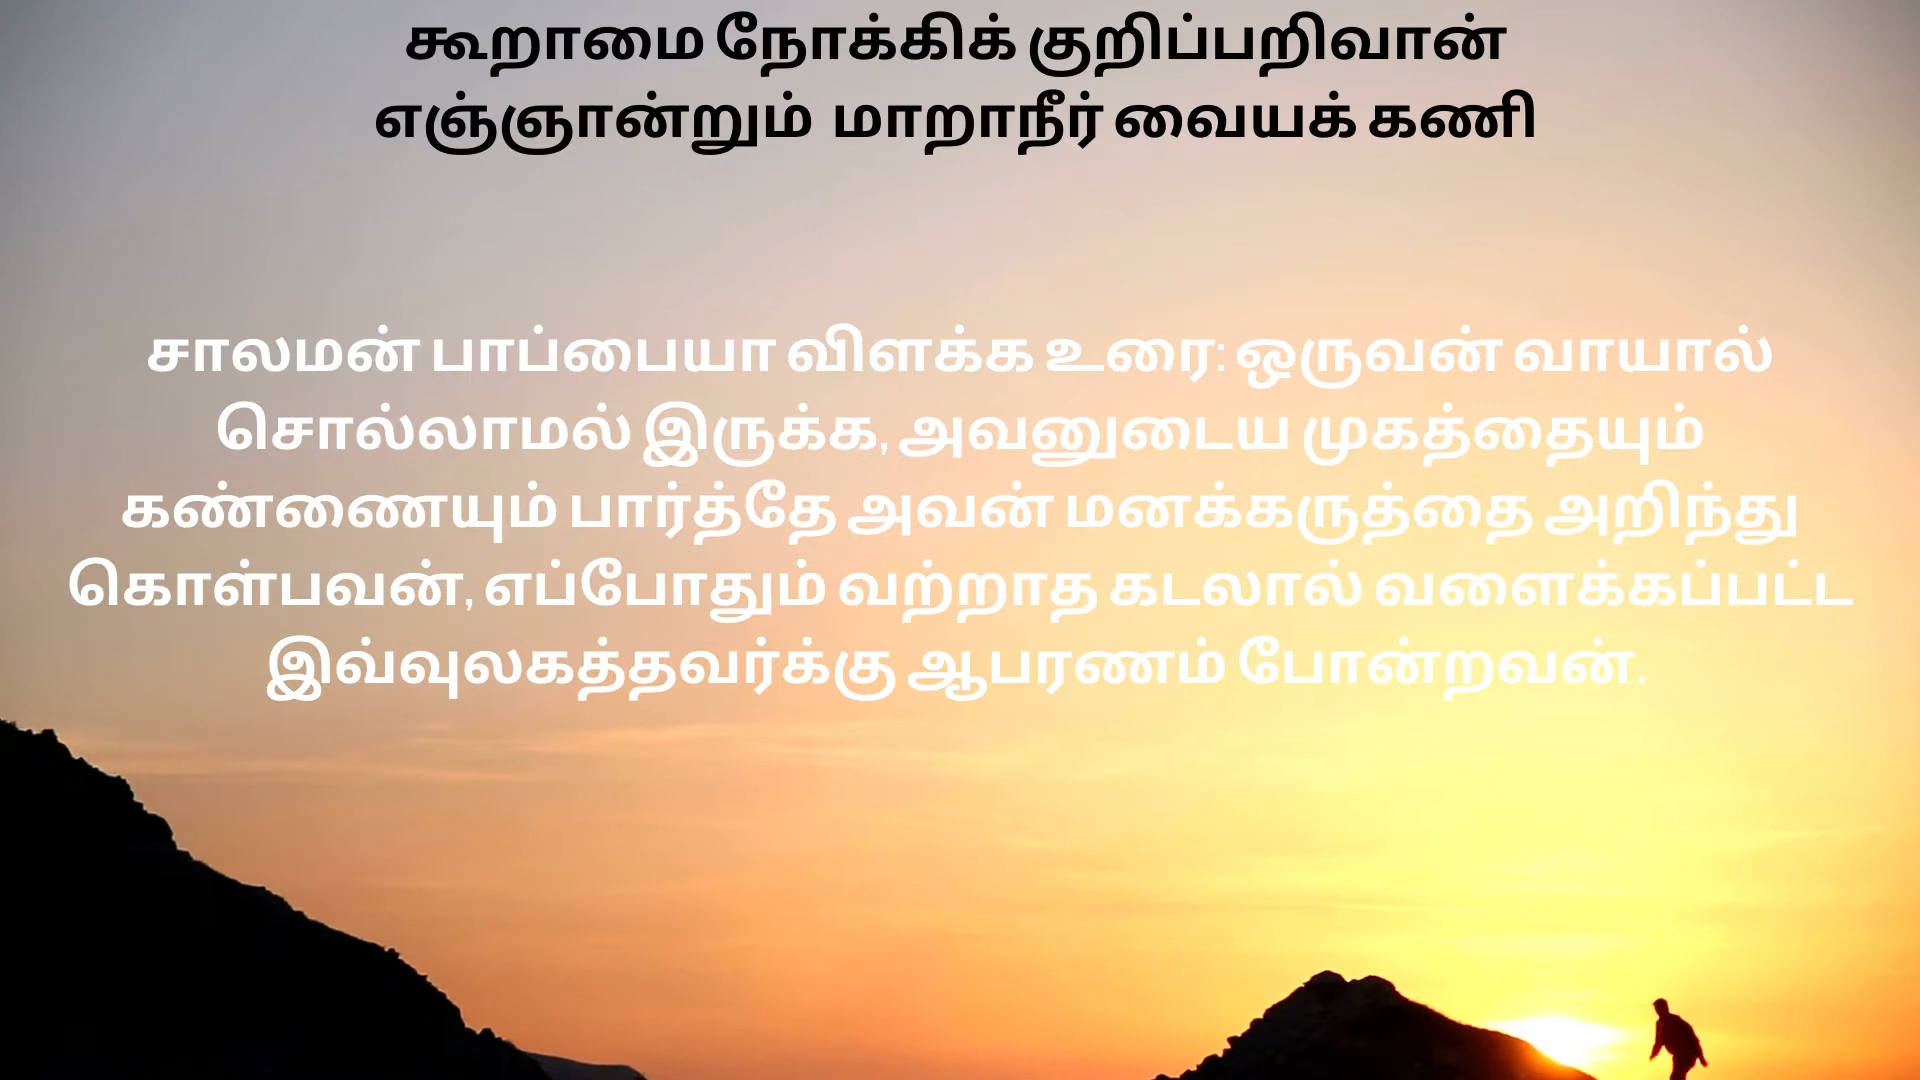 கூறாமை நோக்கிக் குறிப்பறிவான்
எஞ்ஞான்றும் மாறாநீர் வையக் கணி
சாலமன் பாப்பையா விளக்க உரை: ஒருவன் வாயால்
சொல்லாமல் இருக்க, அவனுடைய முகத்தையும்
கண்ணையும் பார்த்தே அவன் மனக்கருத்தை அறிந்து
கொள்பவன், எப்போதும் வற்றாத கடலால் வளைக்கப்பட்ட
இவ்வுலகத்தவர்க்கு ஆபரணம் போன்றவன்.